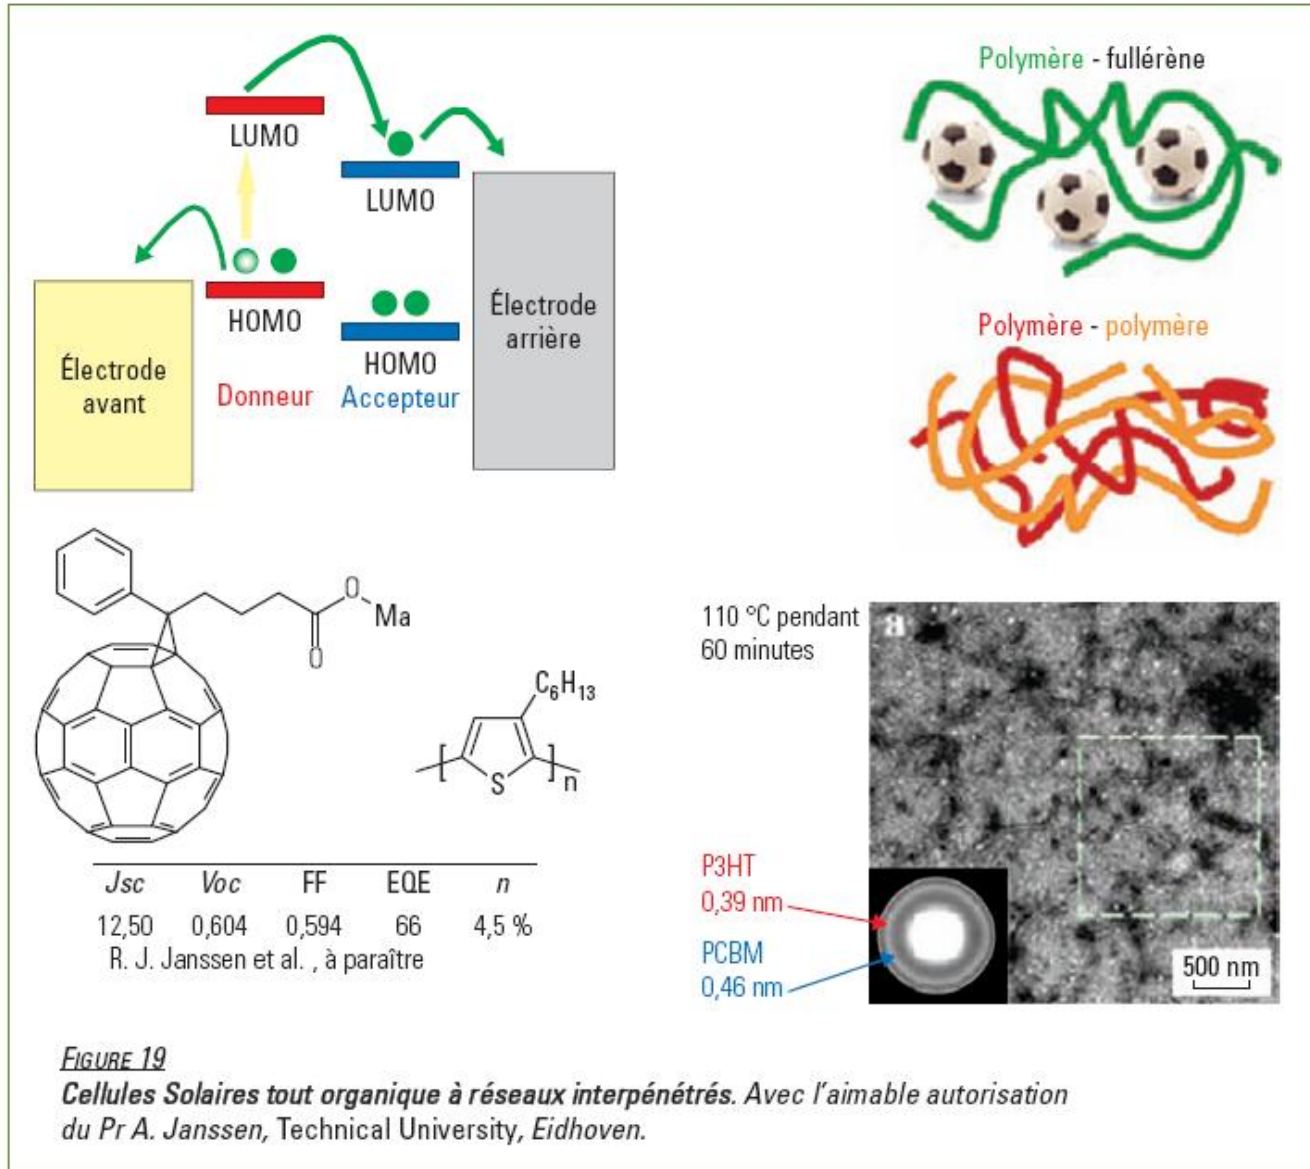 LUMO
LUMO
HOMO
HOMO
Électrode
avant
Donneur
Accepteur
Électrode
arrière
Polymère - fullérène
Polymère - polymère
O
Ma
O
C₆H₁₃
S
n
Jsc Voc FF EQE n
12,50 0,604 0,594 66 4,5 %
R. J. Janssen et al. , à paraître
110 °C pendant
60 minutes
a
P3HT
0,39 nm
PCBM
0,46 nm
500 nm
FIGURE 19
Cellules Solaires tout organique à réseaux interpénétrés. Avec l'aimable autorisation
du Pr A. Janssen, Technical University, Eidhoven.